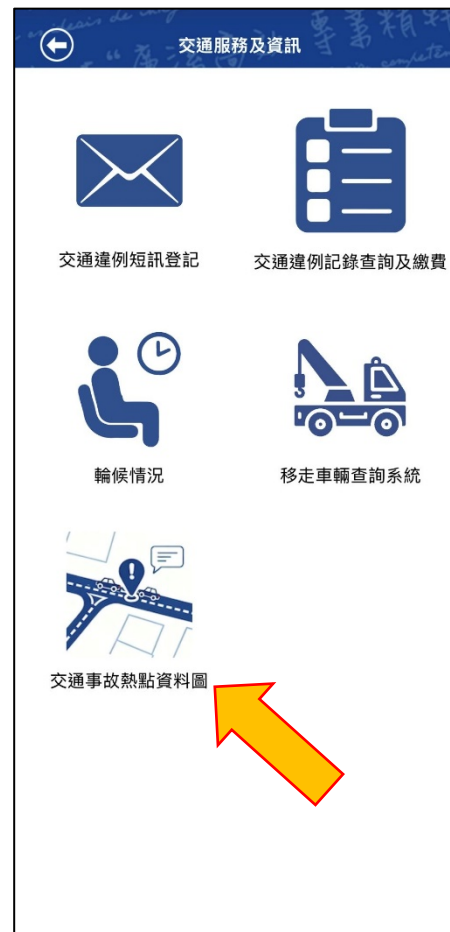 交通服務及資訊
交通違例短訊登記
交通違例記錄查詢及繳費
輪候情況
移走車輛查詢系統
交通事故熱點資料圖